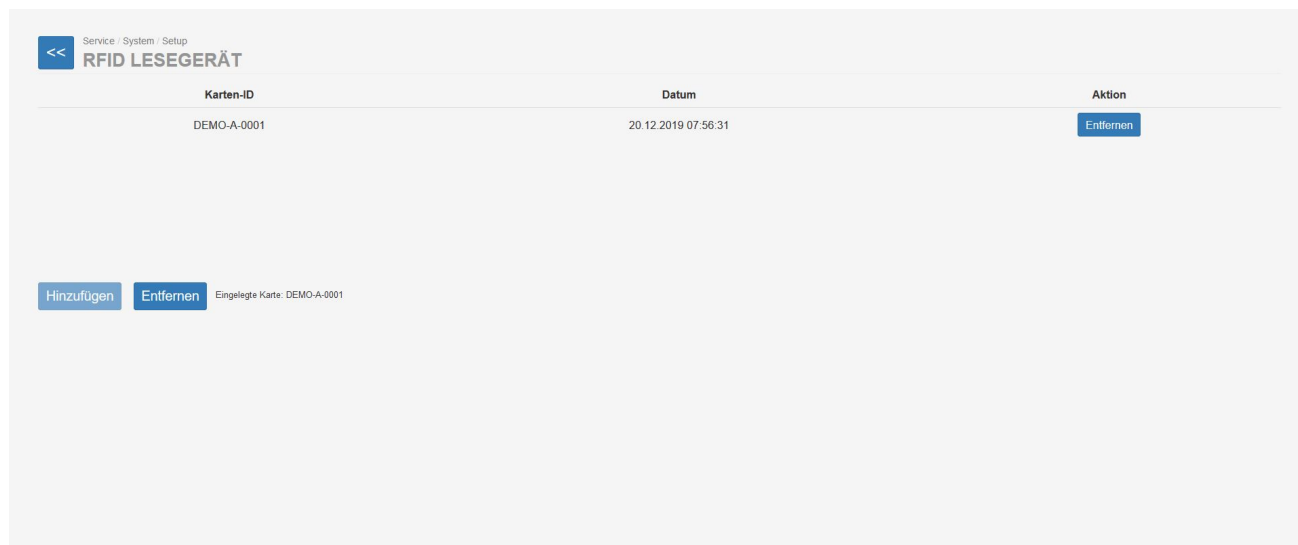 <<
Service / System / Setup
RFID LESEGERÄT
Karten-ID Datum Aktion
DEMO-A-0001 20.12.2019 07:56:31 Entfernen
Hinzufügen Entfernen Eingelegte Karte: DEMO-A-0001